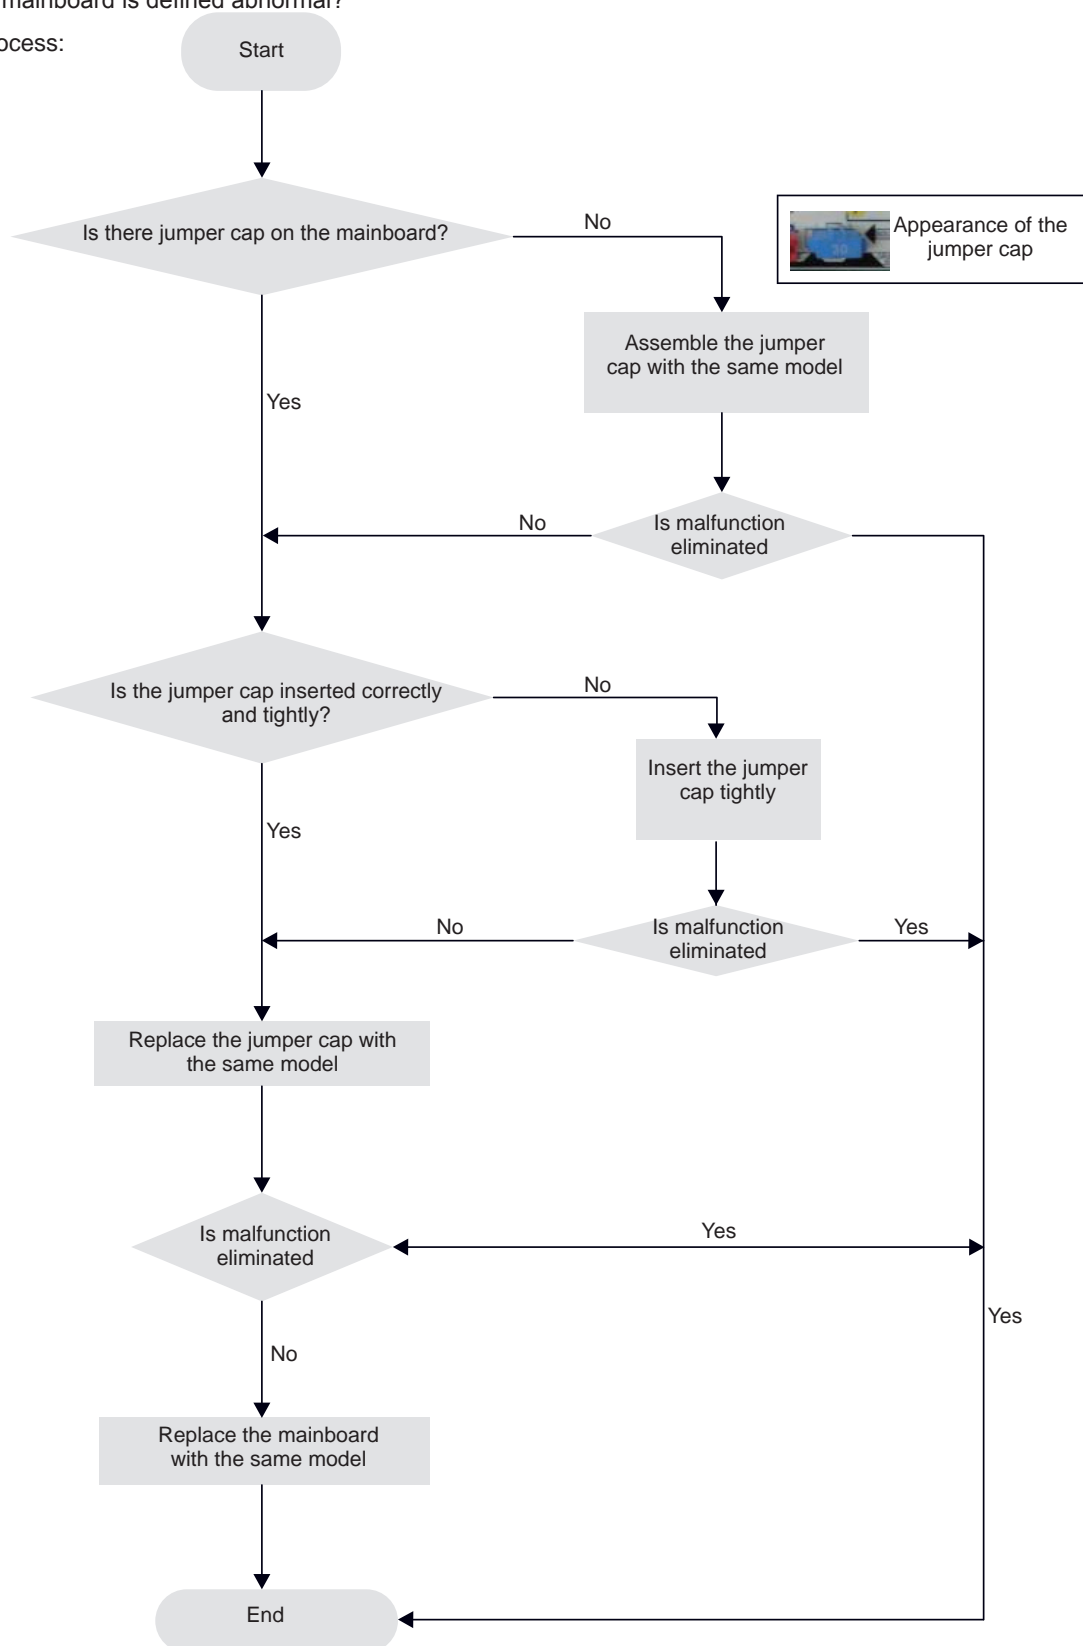 mainboard is defined abnormal?
ocess:
Start
Is there jumper cap on the mainboard?
No
Appearance of the
jumper cap
Assemble the jumper
cap with the same model
Yes
No
Is malfunction
eliminated
Is the jumper cap inserted correctly
and tightly?
No
Insert the jumper
cap tightly
Yes
No
Is malfunction
eliminated
Yes
Replace the jumper cap with
the same model
Is malfunction
eliminated
Yes
Yes
No
Replace the mainboard
with the same model
End